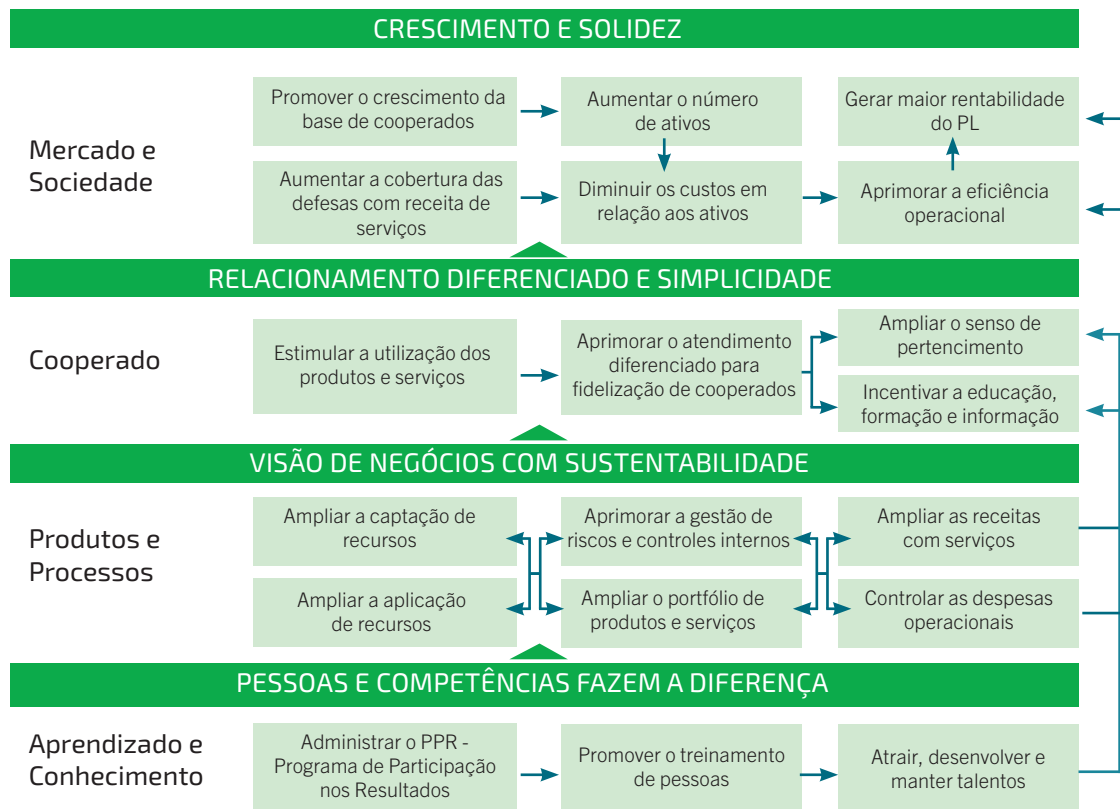 CRESCIMENTO E SOLIDEZ
Mercado e
Sociedade
Promover o crescimento da
base de cooperados
Aumentar o número
de ativos
Gerar maior rentabilidade
do PL
Aumentar a cobertura das
defesas com receita de
serviços
Diminuir os custos em
relação aos ativos
Aprimorar a eficiência
operacional
RELACIONAMENTO DIFERENCIADO E SIMPLICIDADE
Cooperado
Estimular a utilização dos
produtos e serviços
Aprimorar o atendimento
diferenciado para
fidelização de cooperados
Ampliar o senso de
pertencimento
Incentivar a educação,
formação e informação
VISÃO DE NEGÓCIOS COM SUSTENTABILIDADE
Produtos e
Processos
Ampliar a captação de
recursos
Aprimorar a gestão de
riscos e controles internos
Ampliar as receitas
com serviços
Ampliar a aplicação
de recursos
Ampliar o portfólio de
produtos e serviços
Controlar as despesas
operacionais
PESSOAS E COMPETÊNCIAS FAZEM A DIFERENÇA
Aprendizado e
Conhecimento
Administrar o PPR -
Programa de Participação
nos Resultados
Promover o treinamento
de pessoas
Atrair, desenvolver e
manter talentos